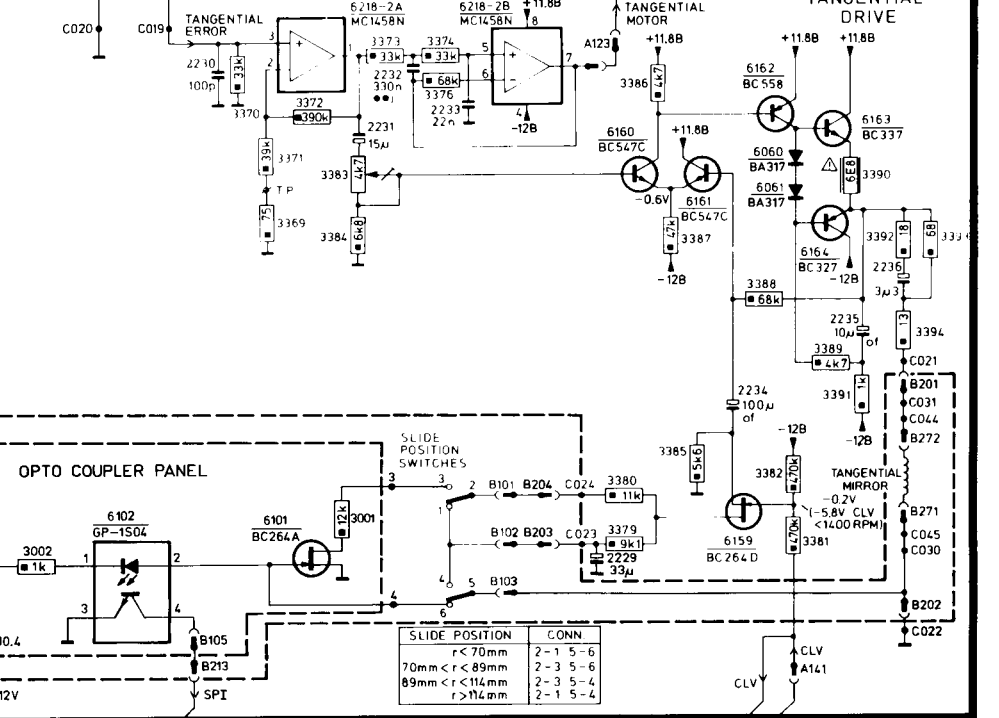 6218-2A
MC1458N
6218-2B
MC1458N
+11.8B
8
TANGENTIAL
MOTOR
TANGENTIAL
DRIVE
C020
C019
TANGENTIAL
ERROR
3
+
2
-
1
2230
100p
33k
3370
3373
33k
3374
33k
5
+
6
-
7
4
-12B
A123
2232
330n
68k
3376
2233
22n
3372
390k
2231
15μ
39k
3371
TP
75
3369
3383
4k7
3384
6k8
+11.8B
3386
4k7
6160
BC547C
+11.8B
-0.6V
6161
BC547C
47k
3387
-12B
+11.8B
+11.8B
6162
BC558
6163
BC337
6060
BA317
6061
BA317
6E8
3390
6164
BC327
-12B
3392
18
68
2236
3μ3
13
3394
3388
68k
2235
10μ
of
3389
4k7
3391
1k
-12B
C021
B201
C031
C044
B272
TANGENTIAL
MIRROR
B271
C045
C030
B202
C022
2234
100μ
of
3385
5k6
-12B
3382
470k
-0.2V
(-5.8V CLV
<1400 RPM)
470k
3381
6159
BC264D
OPTO COUPLER PANEL
SLIDE
POSITION
SWITCHES
3
3
2
1
B101
B204
C024
3380
11k
B102
B203
C023
3379
9k1
2229
33μ
4
4
5
6
B103
12k
3001
6101
BC264A
6102
GP-1S04
3002
1k
1
2
3
4
B105
B213
SPI
10.4
12V
SLIDE POSITION CONN.
r<70mm 2-1 5-6
70mm<r<89mm 2-3 5-6
89mm<r<114mm 2-3 5-4
r>114mm 2-1 5-4
CLV
A141
CLV